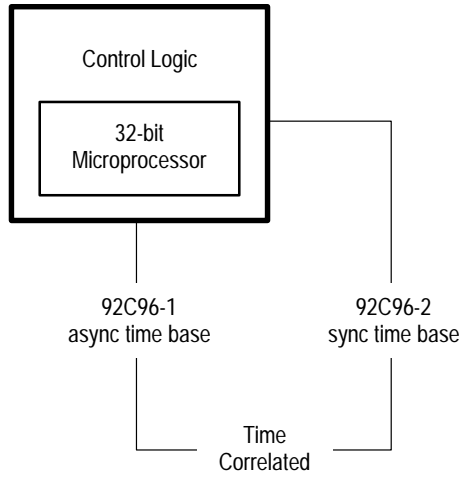 Control Logic
32-bit
Microprocessor
92C96-1
async time base
92C96-2
sync time base
Time
Correlated